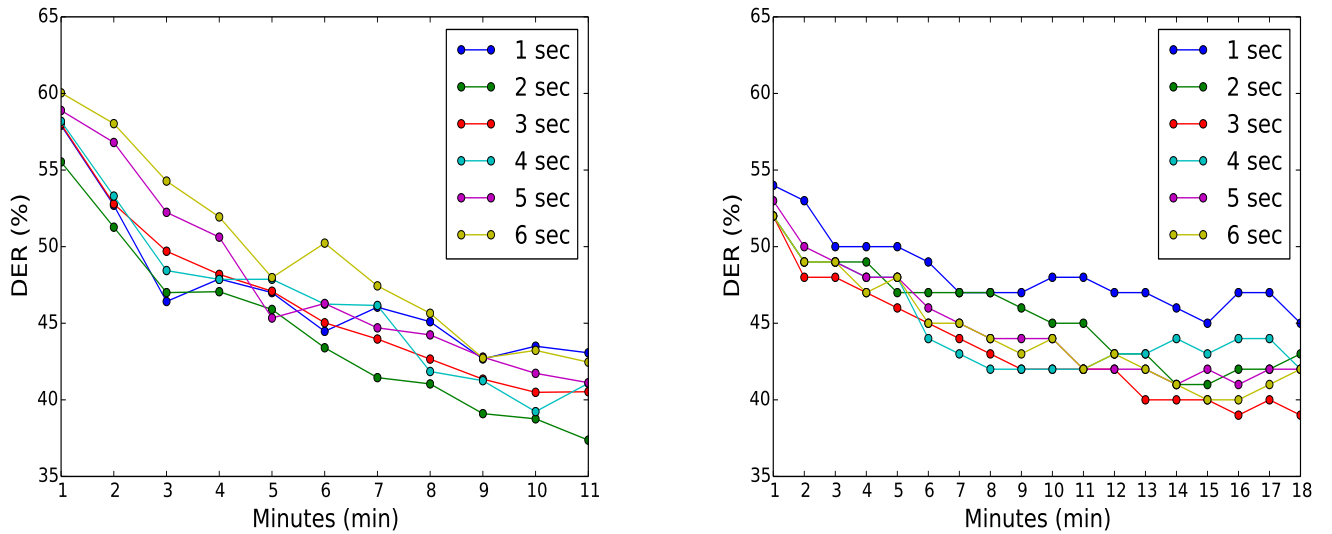 65
60
55
50
45
40
35
DER (%)
1 2 3 4 5 6 7 8 9 10 11
Minutes (min)
1 sec
2 sec
3 sec
4 sec
5 sec
6 sec
65
60
55
50
45
40
35
DER (%)
1 2 3 4 5 6 7 8 9 10 11 12 13 14 15 16 17 18
Minutes (min)
1 sec
2 sec
3 sec
4 sec
5 sec
6 sec